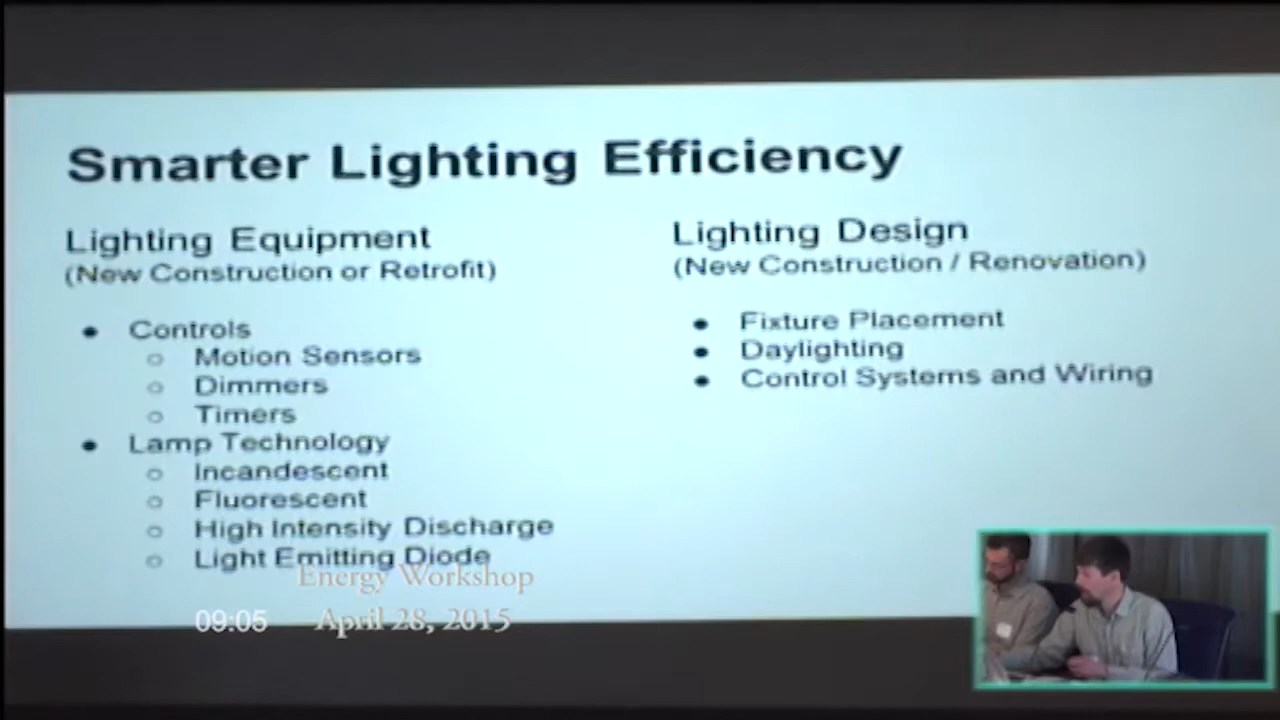 Smarter Lighting Efficiency
Lighting Equipment
(New Construction or Retrofit)
● Controls
○ Motion Sensors
○ Dimmers
○ Timers
● Lamp Technology
○ Incandescent
○ Fluorescent
○ High Intensity Discharge
○ Light Emitting Diode
Lighting Design
(New Construction / Renovation)
● Fixture Placement
● Daylighting
● Control Systems and Wiring
Energy Workshop
09:05 April 28, 2015